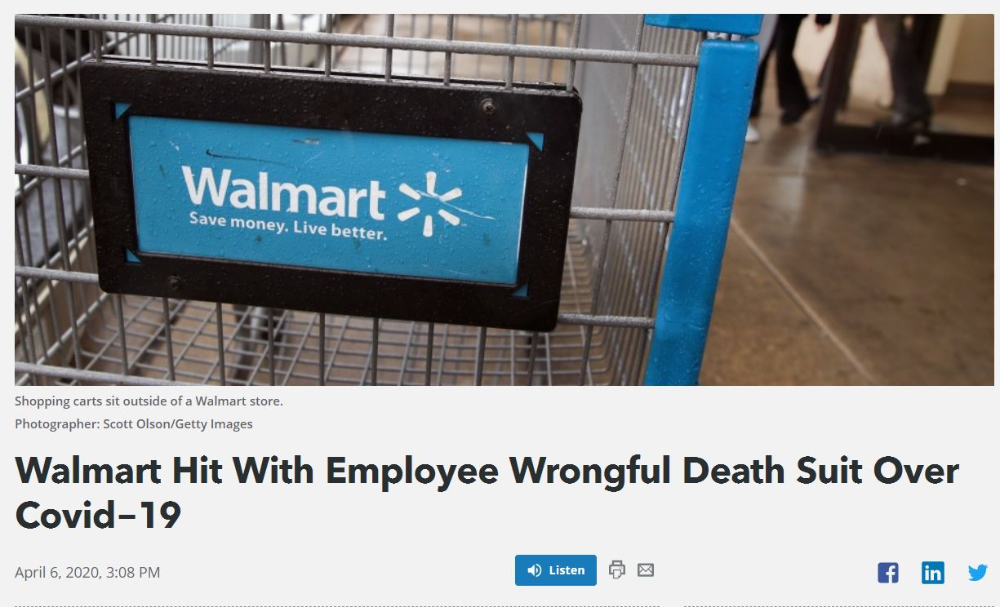 Walmart
Save money. Live better.
Shopping carts sit outside of a Walmart store.
Photographer: Scott Olson/Getty Images
Walmart Hit With Employee Wrongful Death Suit Over
Covid–19
April 6, 2020, 3:08 PM
Listen